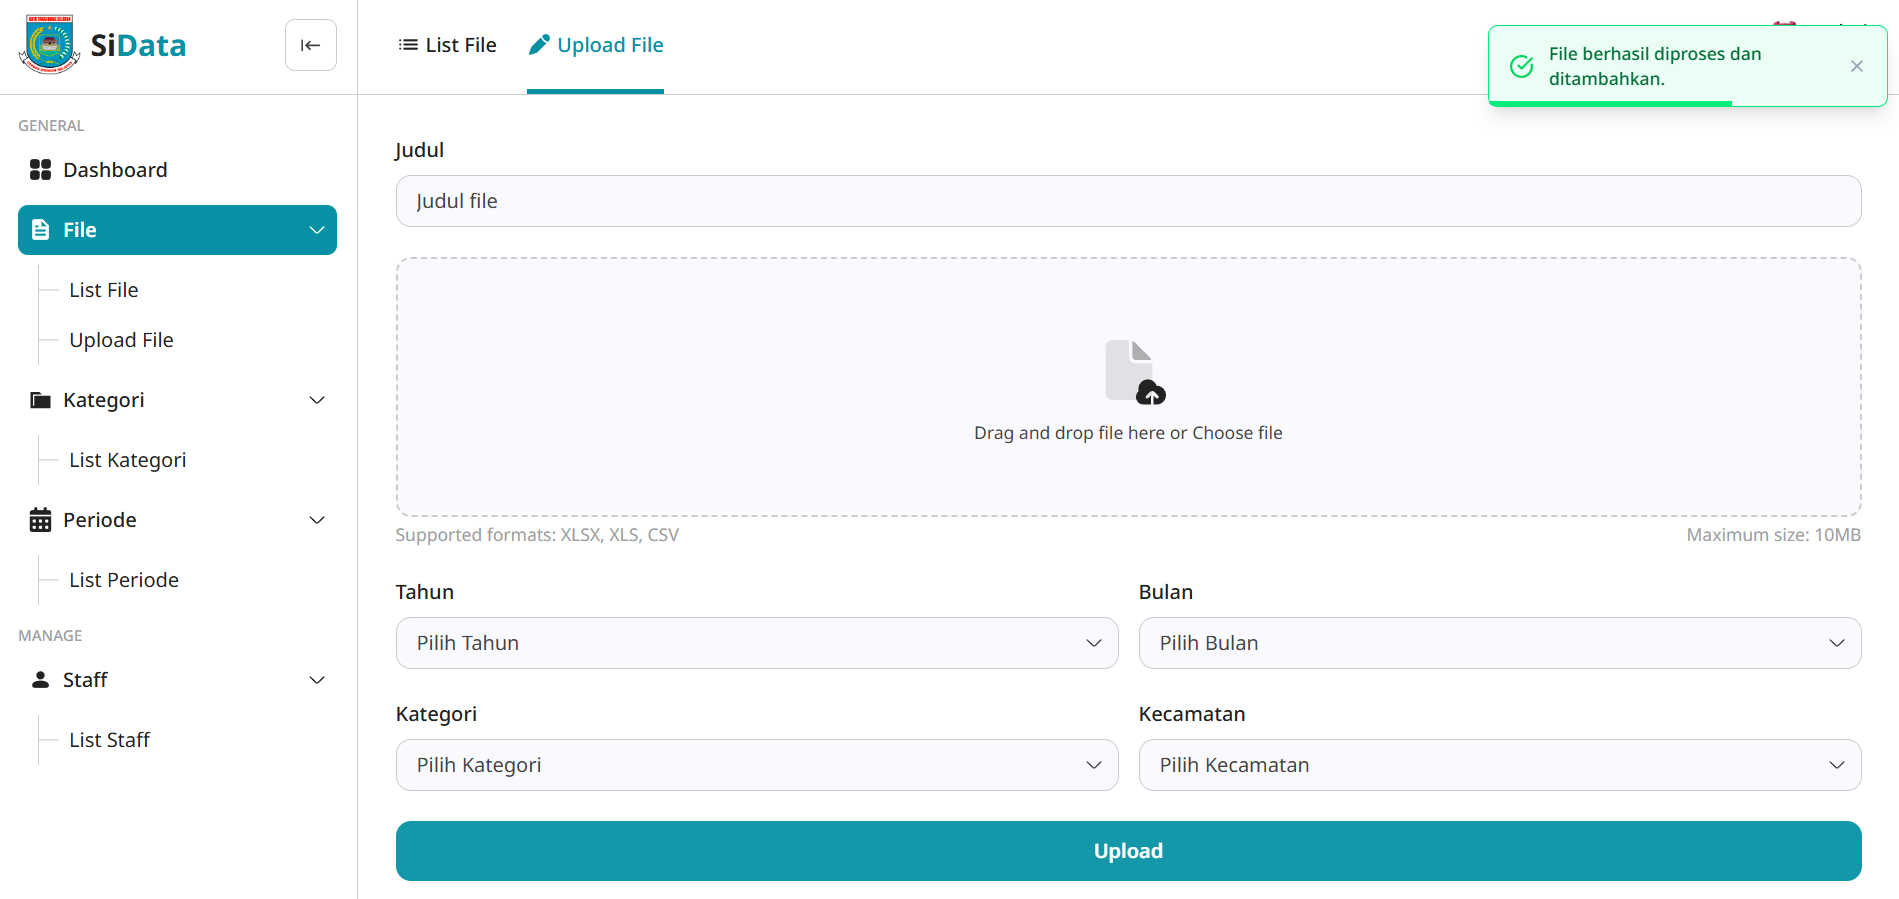 SiData
List File
Upload File
File berhasil diproses dan
ditambahkan.
GENERAL
Dashboard
File
List File
Upload File
Kategori
List Kategori
Periode
List Periode
MANAGE
Staff
List Staff
Judul
Judul file
Drag and drop file here or Choose file
Supported formats: XLSX, XLS, CSV
Maximum size: 10MB
Tahun
Bulan
Pilih Tahun
Pilih Bulan
Kategori
Kecamatan
Pilih Kategori
Pilih Kecamatan
Upload